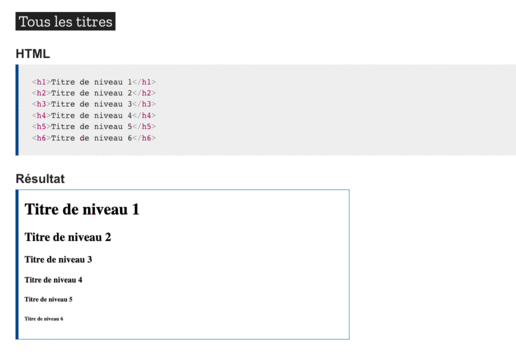 Tous les titres
HTML
<h1>Titre de niveau 1</h1>
<h2>Titre de niveau 2</h2>
<h3>Titre de niveau 3</h3>
<h4>Titre de niveau 4</h4>
<h5>Titre de niveau 5</h5>
<h6>Titre de niveau 6</h6>
Résultat
Titre de niveau 1
Titre de niveau 2
Titre de niveau 3
Titre de niveau 4
Titre de niveau 5
Titre de niveau 6